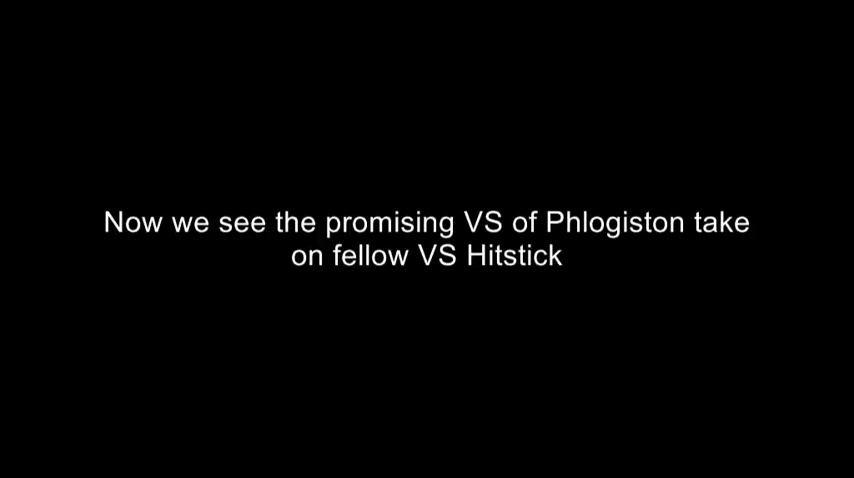 Now we see the promising VS of Phlogiston take
on fellow VS Hitstick